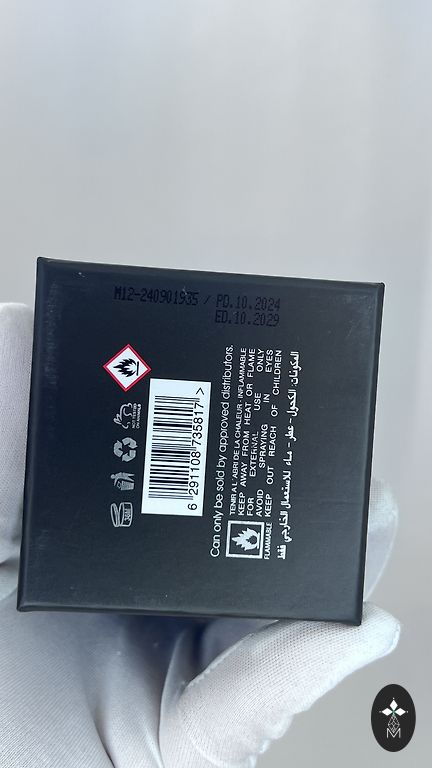 M12-240901935 / PD.10.2024
ED.10.2029
6 291108 735817 >
Can only be sold by approved distributors.
TENIR A L'ABRI DE LA CHALEUR - INFLAMMABLE
KEEP AWAY FROM HEAT OR FLAME
FOR EXTERNAL USE ONLY
AVOID SPRAYING IN EYES
KEEP OUT REACH OF CHILDREN
FLAMMABLE
المكونات: الكحول - عطر - ماء للاستعمال الخارجي فقط
M